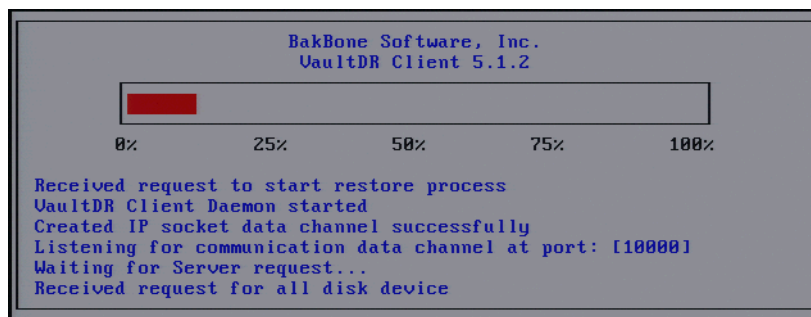 BakBone Software, Inc.
VaultDR Client 5.1.2
0% 25% 50% 75% 100%
Received request to start restore process
VaultDR Client Daemon started
Created IP socket data channel successfully
Listening for communication data channel at port: [10000]
Waiting for Server request...
Received request for all disk device